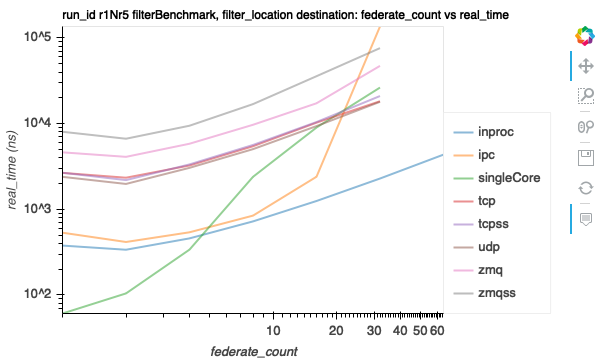 run_id r1Nr5 filterBenchmark, filter_location destination: federate_count vs real_time
10^5
10^4
10^3
10^2
real_time (ns)
10
20
30
40
50
60
federate_count
inproc
ipc
singleCore
tcp
tcpss
udp
zmq
zmqss